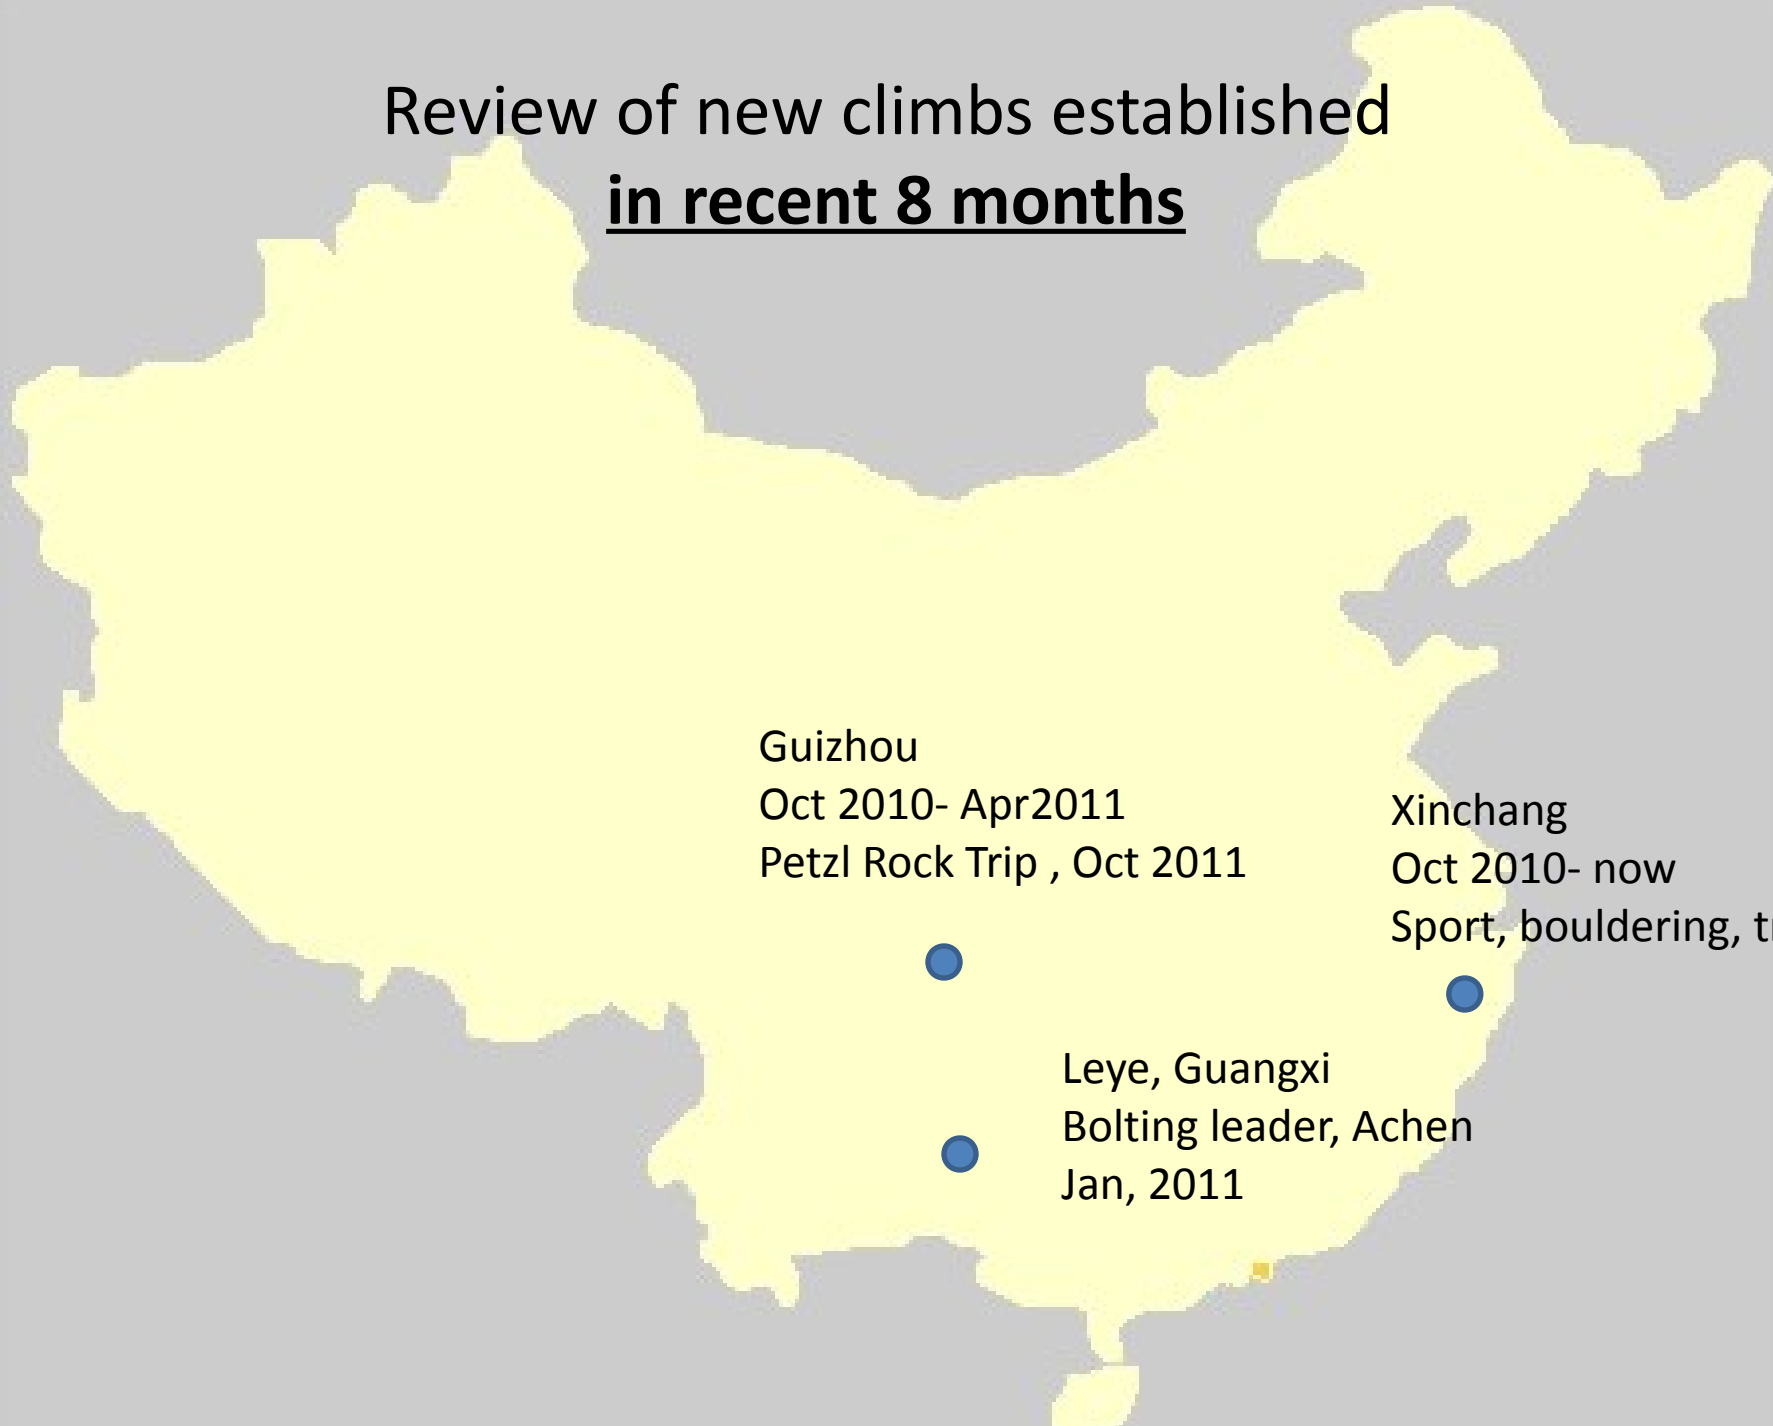 Review of new climbs established
in recent 8 months
Guizhou
Oct 2010- Apr2011
Petzl Rock Trip , Oct 2011
Xinchang
Oct 2010- now
Sport, bouldering,
Leye, Guangxi
Bolting leader, Achen
Jan, 2011